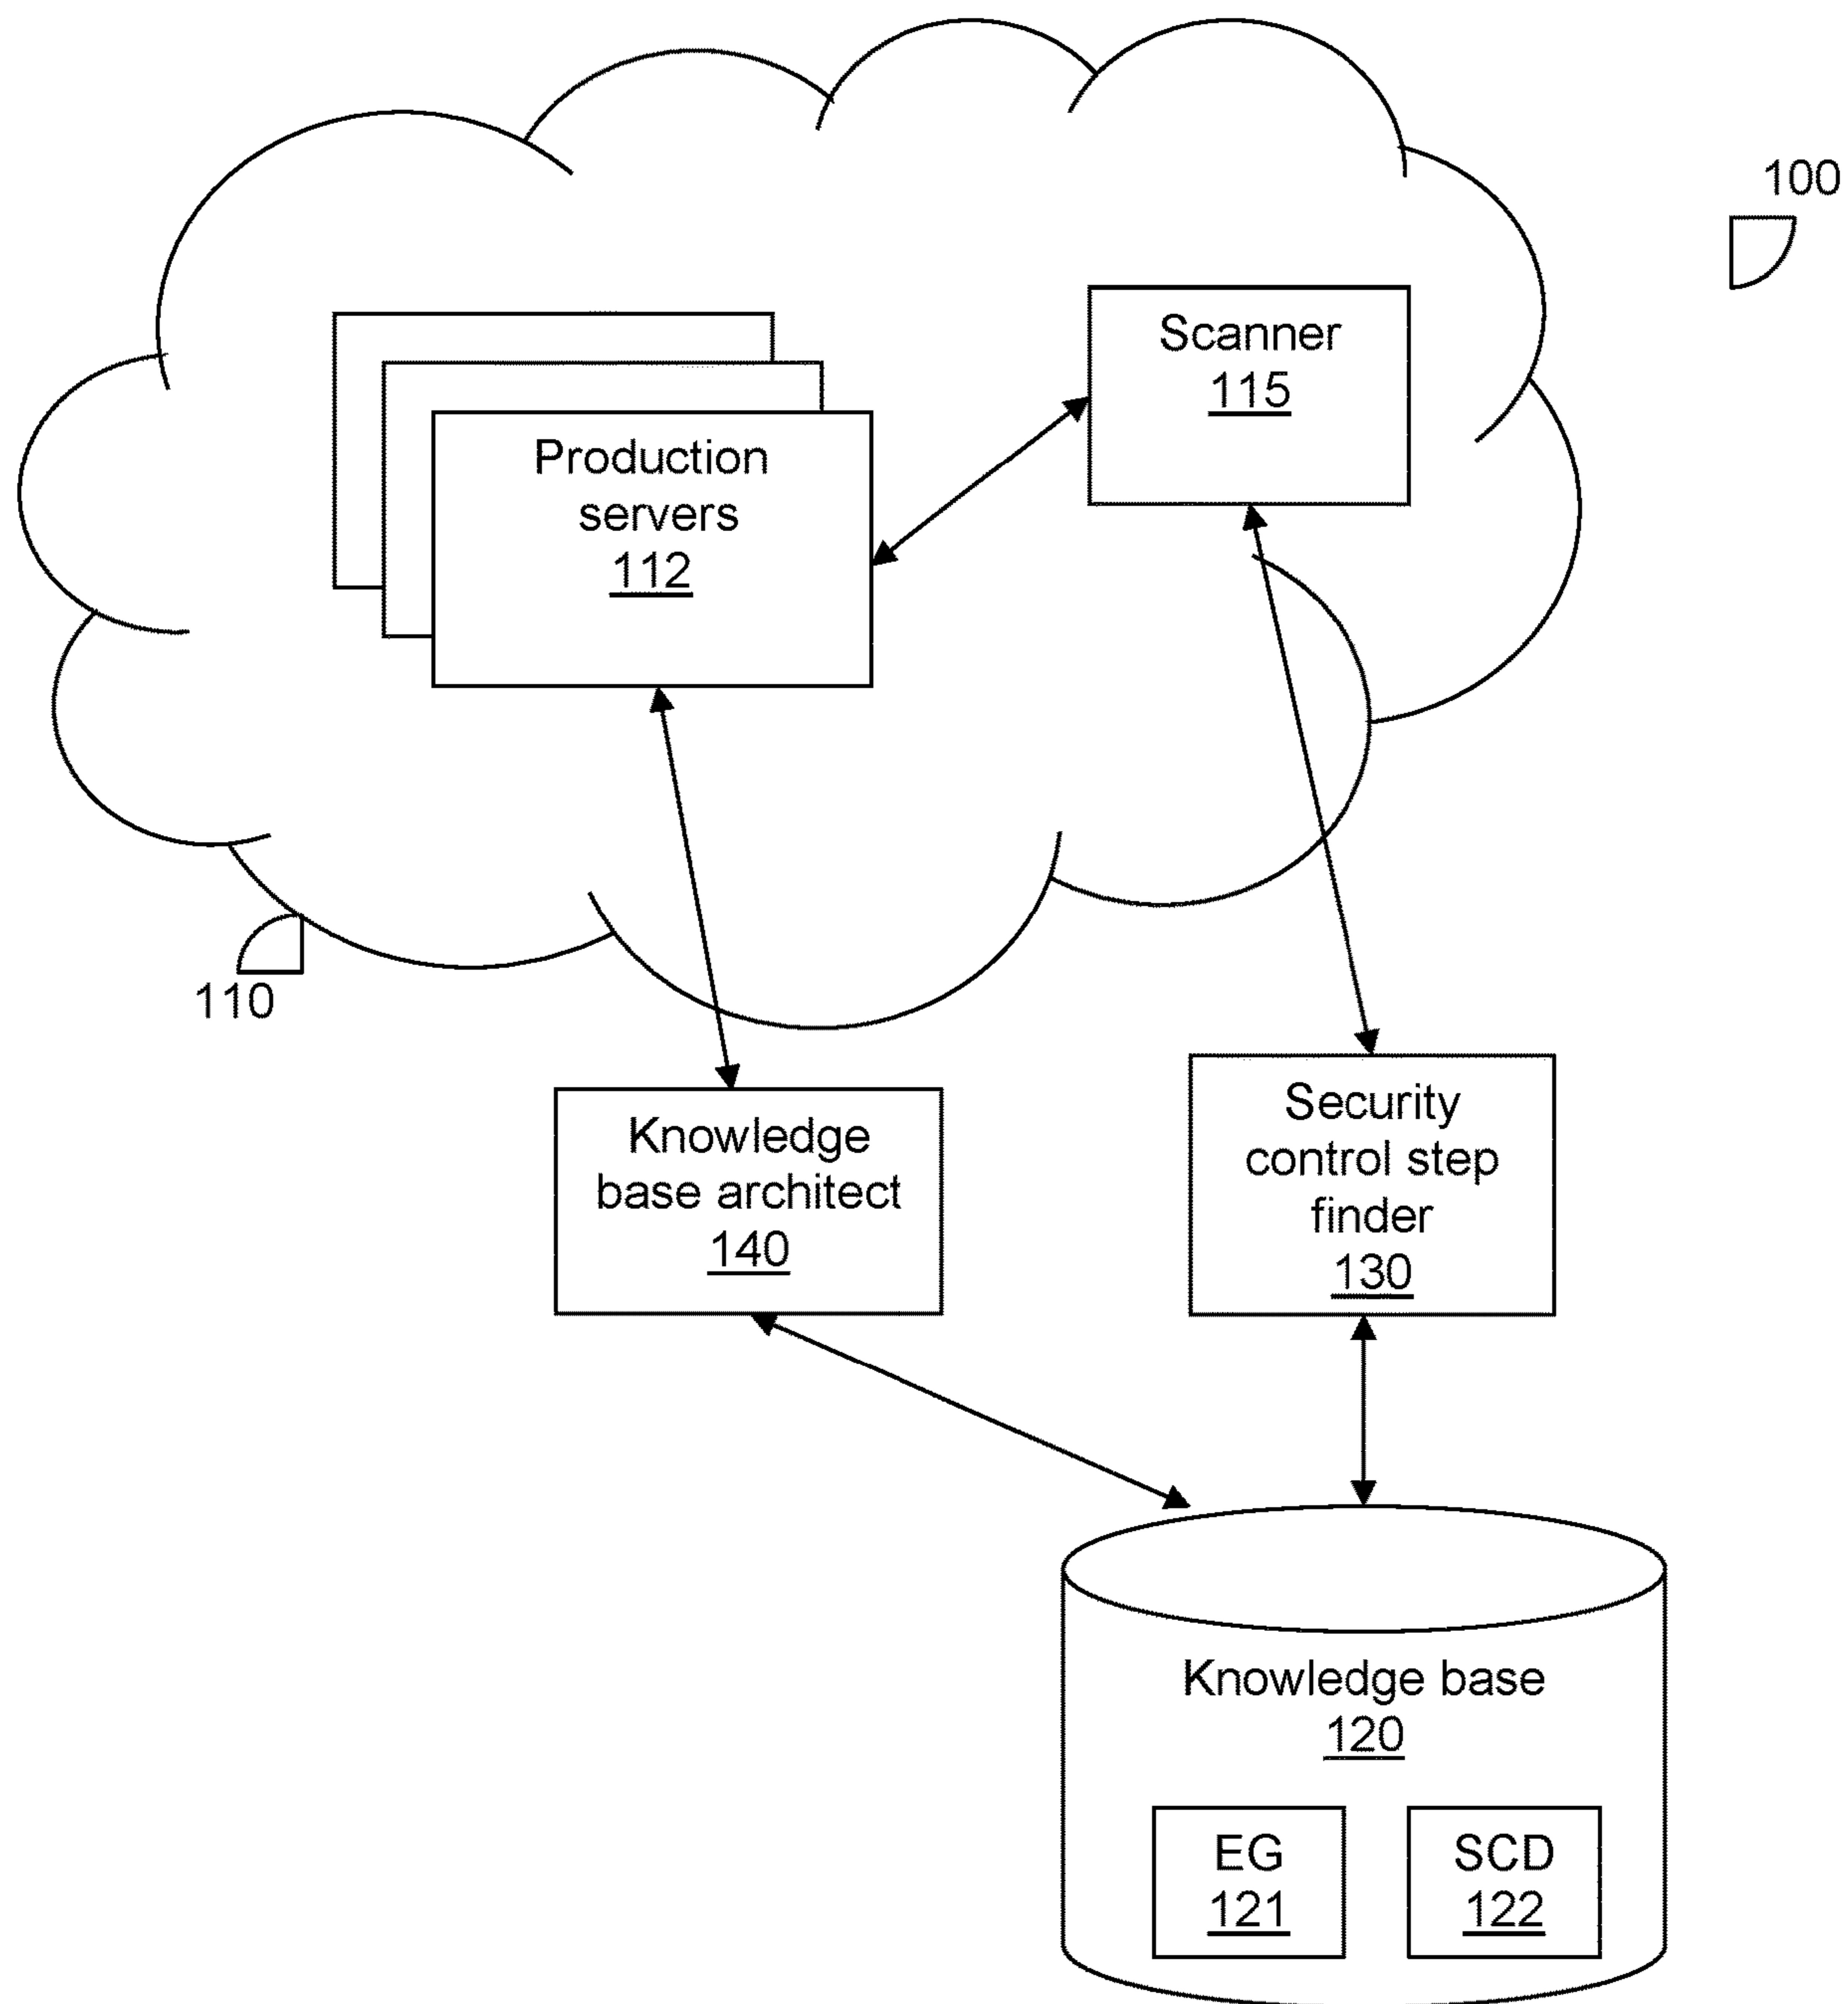 100
Scanner
115
Production
servers
112
110
Knowledge
base architect
140
Security
control step
finder
130
Knowledge base
120
EG
121
SCD
122